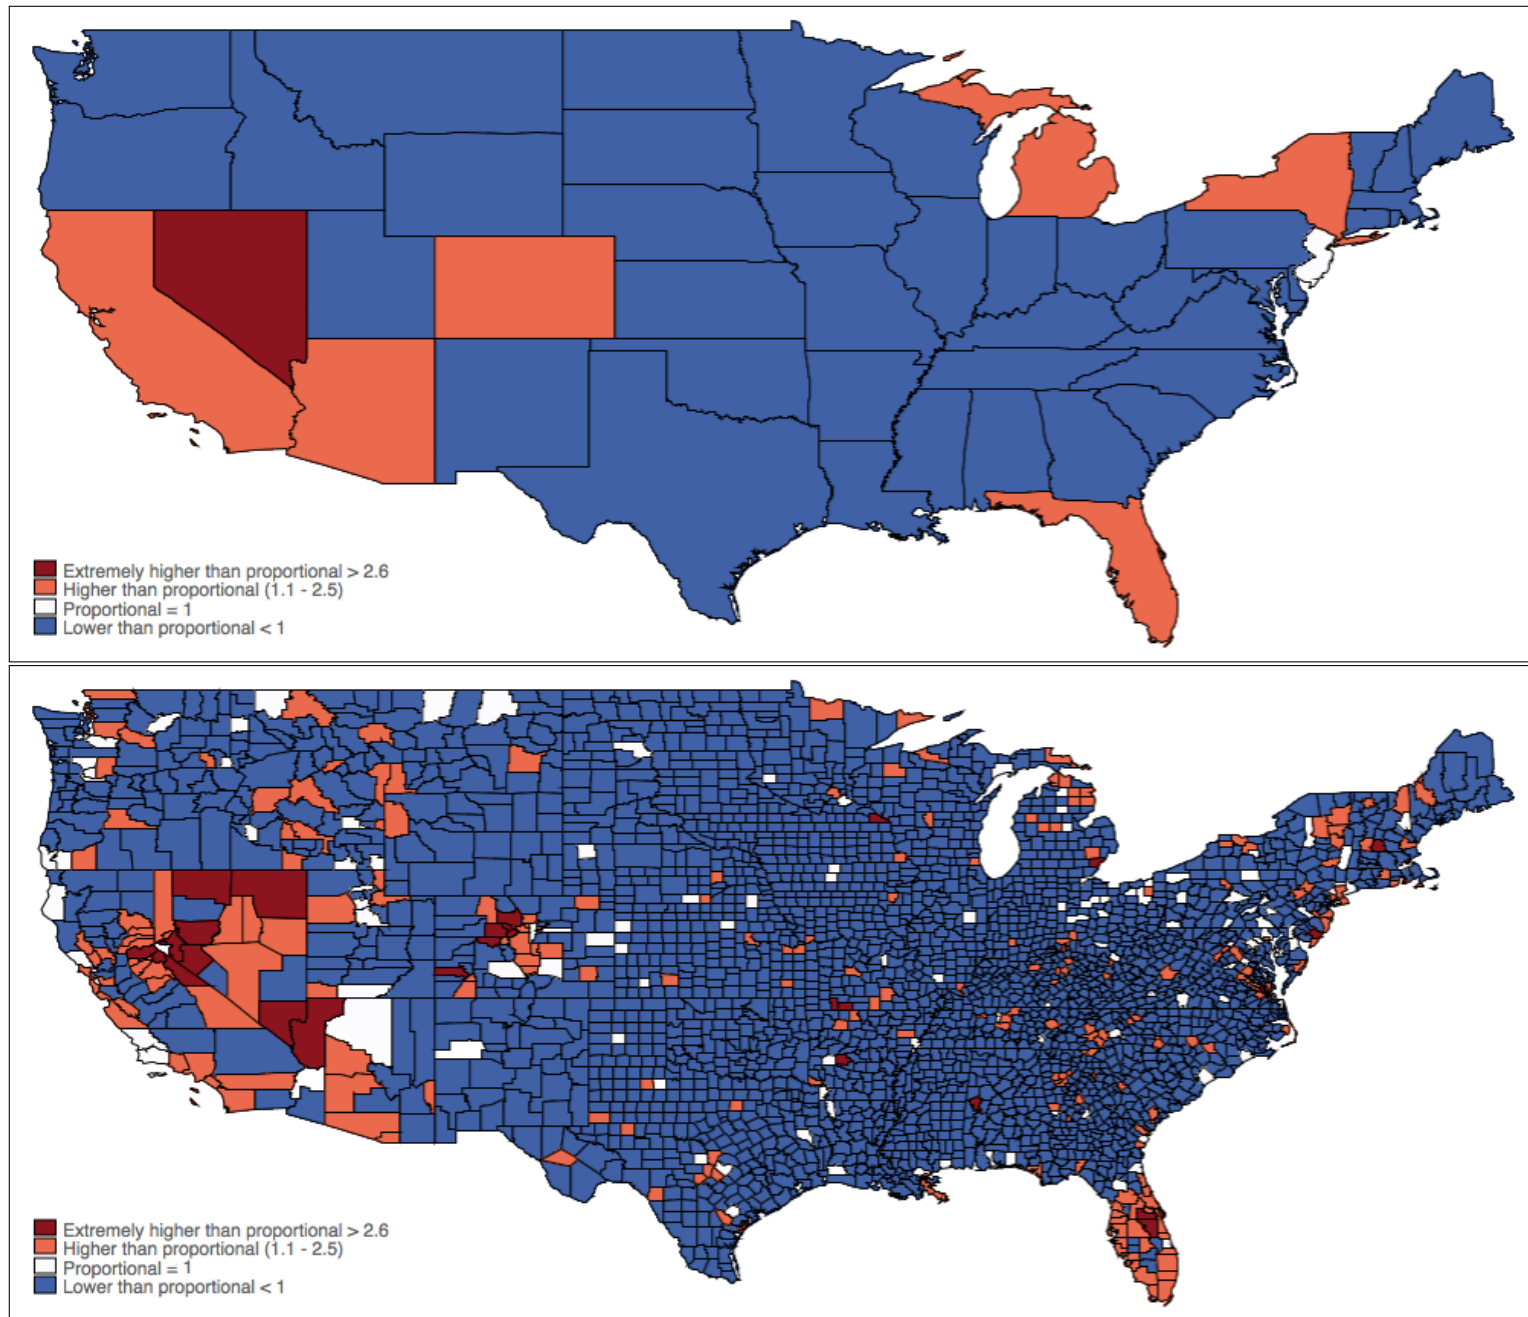 Extremely higher than proportional > 2.6
Higher than proportional (1.1 - 2.5)
Proportional = 1
Lower than proportional < 1
Extremely higher than proportional > 2.6
Higher than proportional (1.1 - 2.5)
Proportional = 1
Lower than proportional < 1